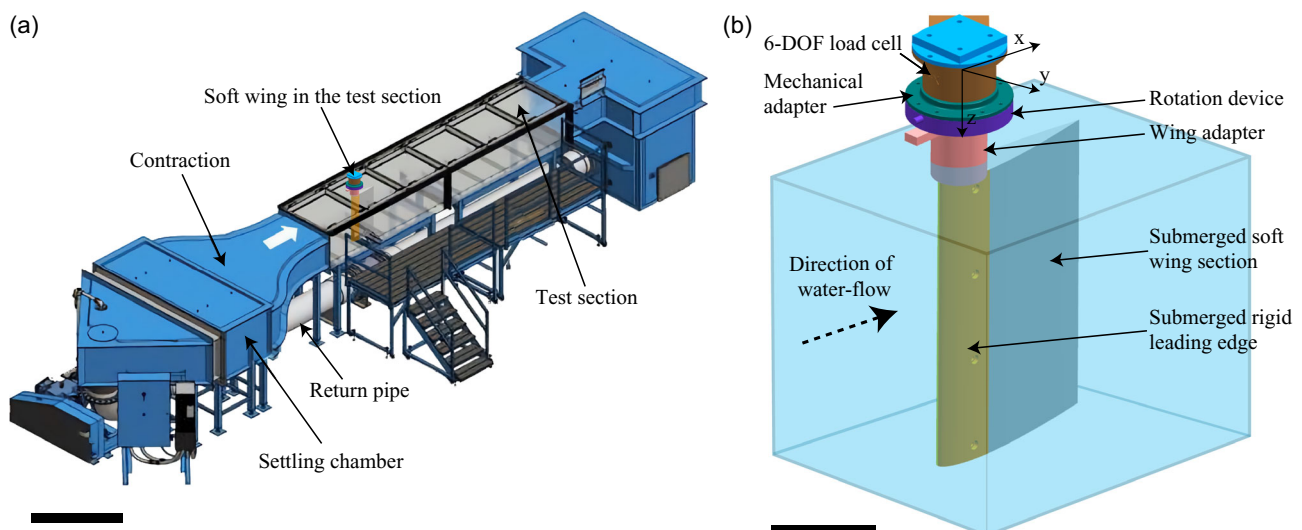 (a)
Soft wing in the test section
Contraction
Test section
Return pipe
Settling chamber
(b)
6-DOF load cell
x
Mechanical
adapter
y
z
Rotation device
Wing adapter
Direction of
water-flow
Submerged soft
wing section
Submerged rigid
leading edge